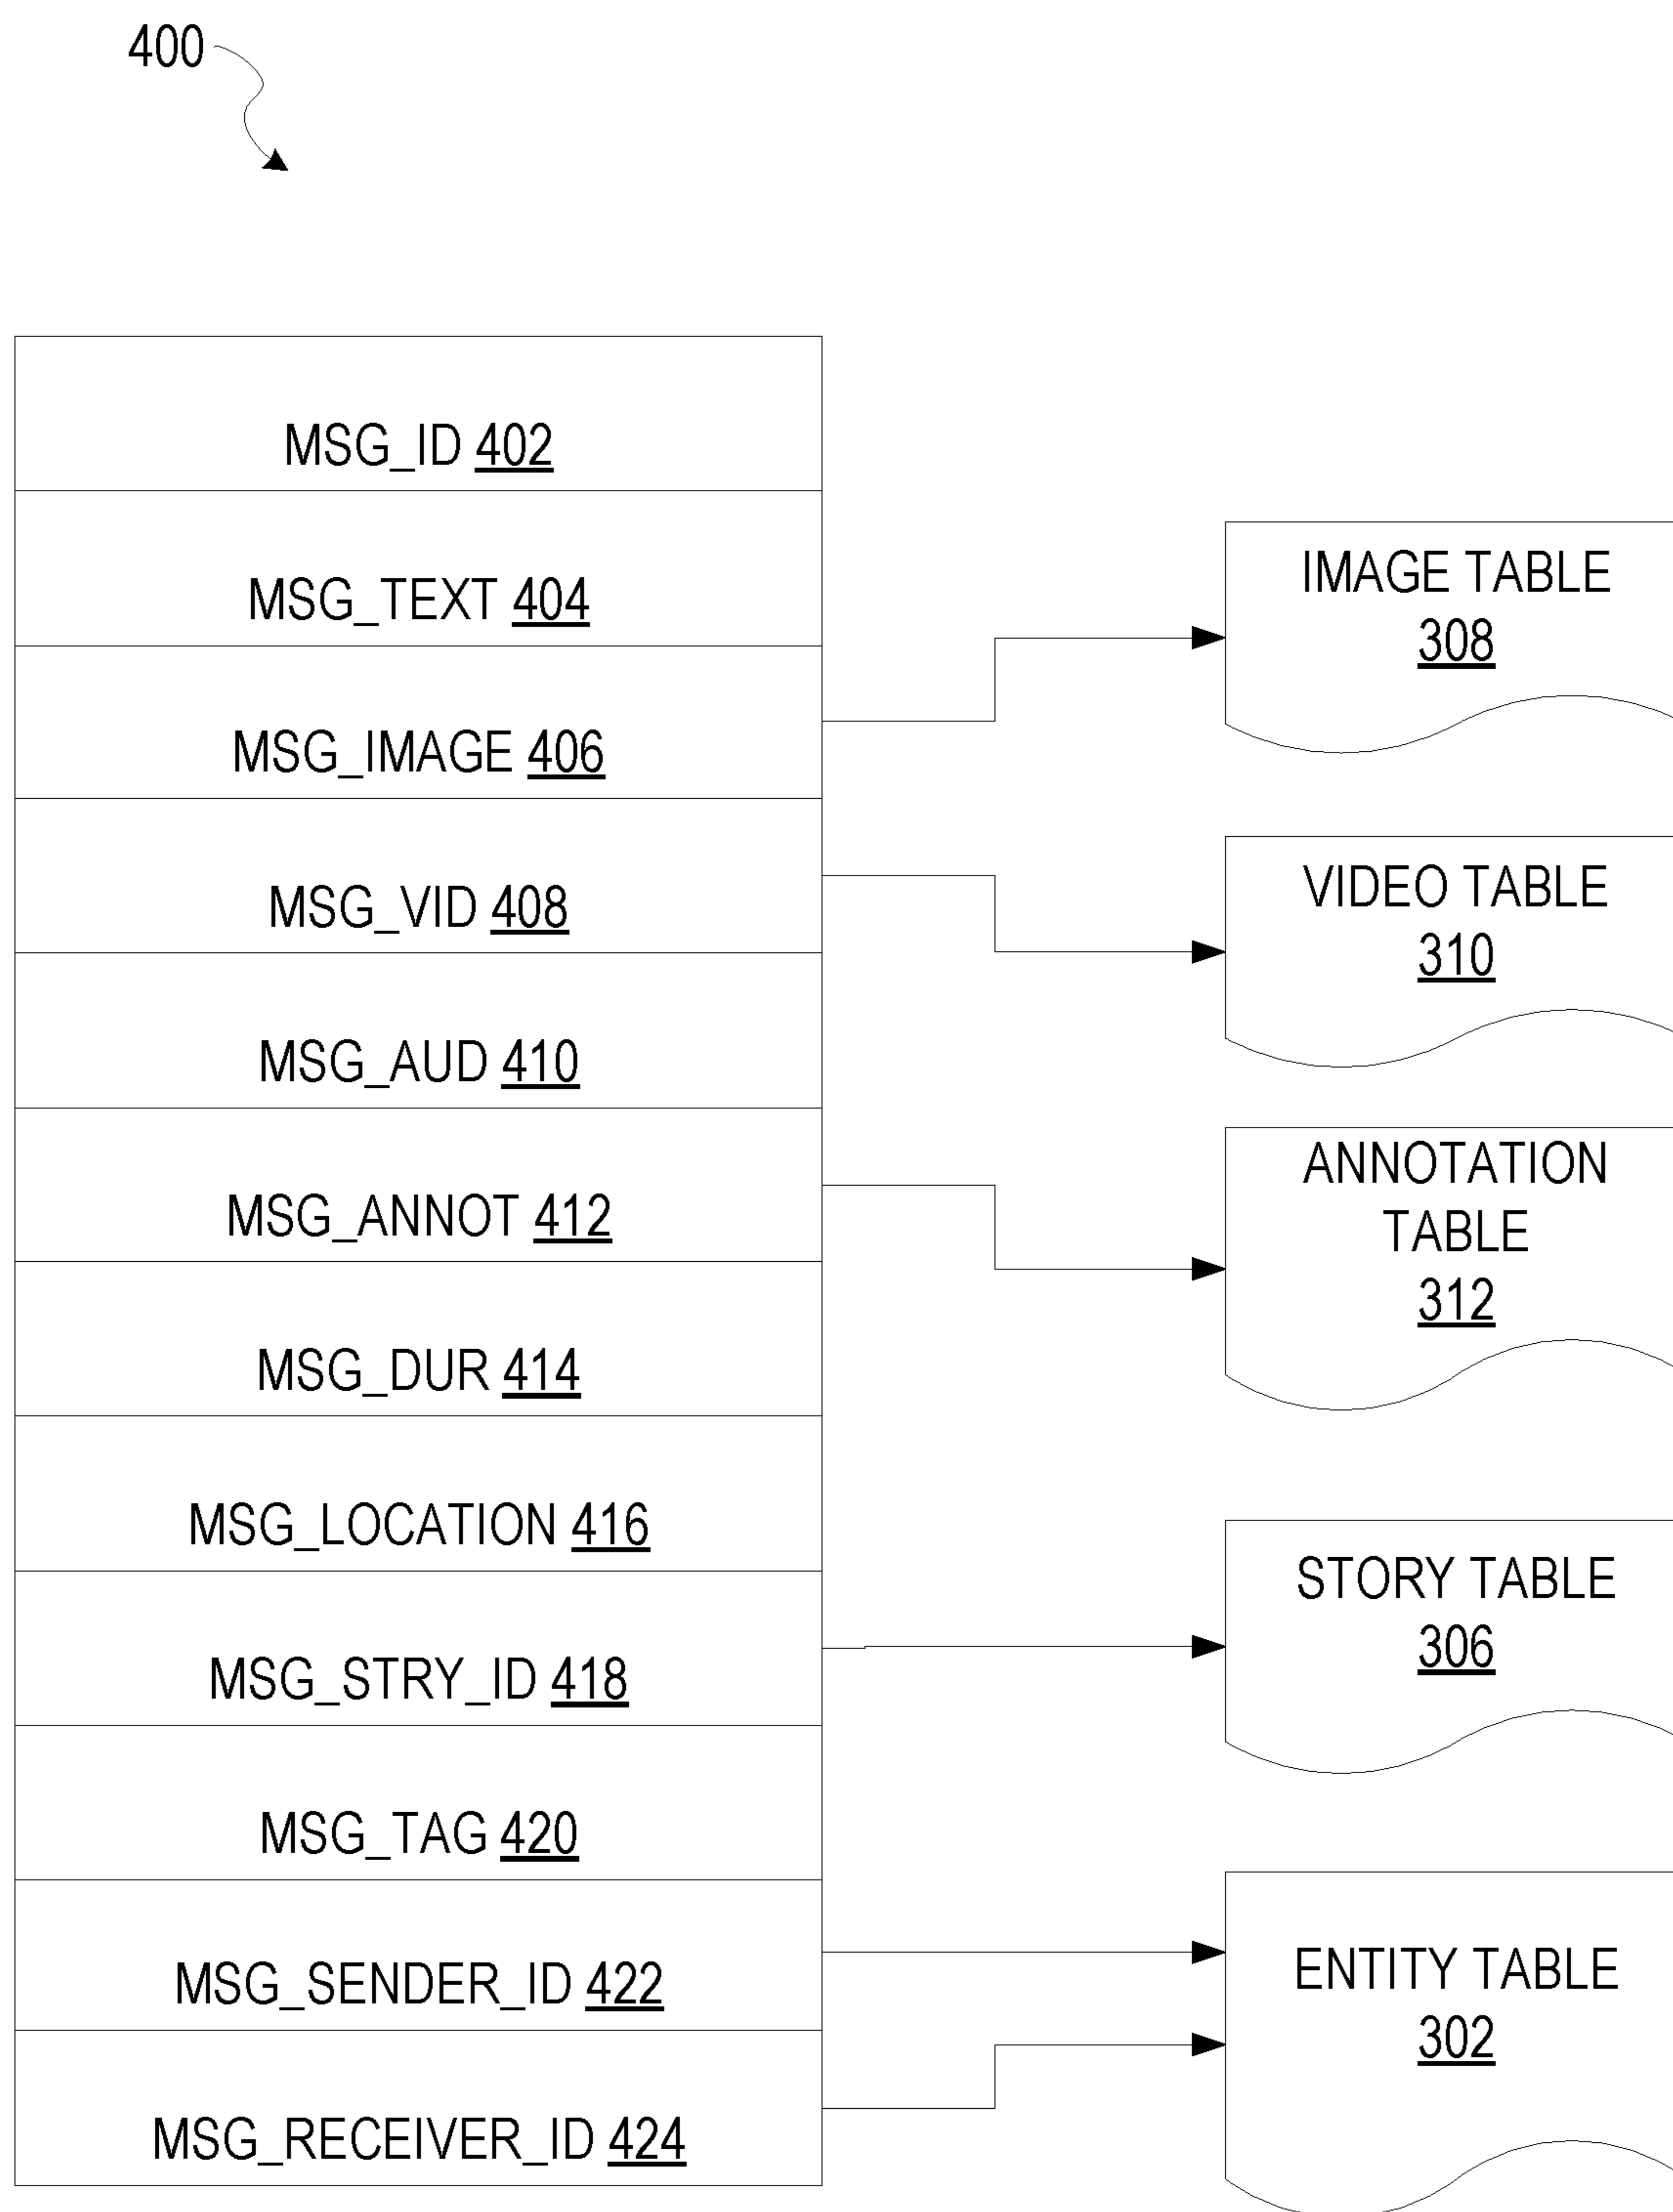 400
MSG_ID 402
MSG_TEXT 404
MSG_IMAGE 406
MSG_VID 408
MSG_AUD 410
MSG_ANNOT 412
MSG_DUR 414
MSG_LOCATION 416
MSG_STRY_ID 418
MSG_TAG 420
MSG_SENDER_ID 422
MSG_RECEIVER_ID 424
IMAGE TABLE
308
VIDEO TABLE
310
ANNOTATION
TABLE
312
STORY TABLE
306
ENTITY TABLE
302